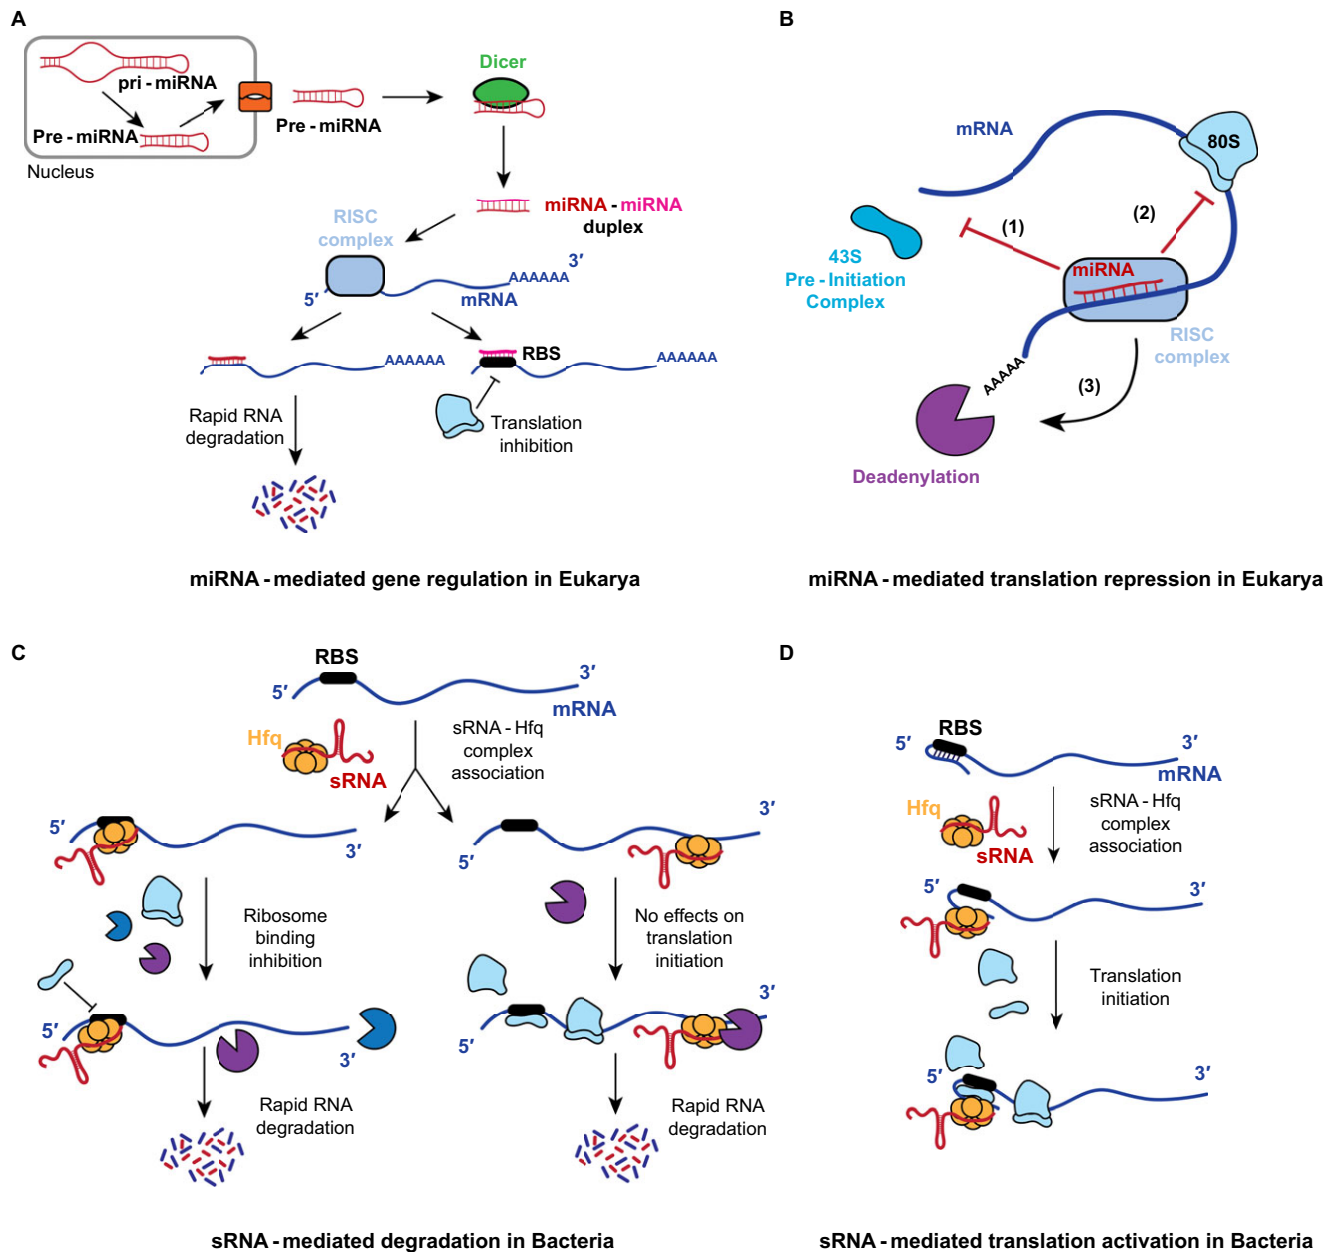 A
pri - miRNA
Pre - miRNA
Nucleus
Pre - miRNA
Dicer
miRNA - miRNA
duplex
RISC
complex
5′
mRNA
AAAAAA
3′
AAAAAA
RBS
AAAAAA
Rapid RNA
degradation
Translation
inhibition
miRNA - mediated gene regulation in Eukarya
B
mRNA
80S
(1)
(2)
43S
Pre - Initiation
Complex
miRNA
RISC
complex
AAAAA
(3)
Deadenylation
miRNA - mediated translation repression in Eukarya
C
RBS
5′
3′
mRNA
Hfq
sRNA
sRNA - Hfq
complex
association
5′
3′
3′
5′
Ribosome
binding
inhibition
No effects on
translation
initiation
5′
3′
3′
5′
Rapid RNA
degradation
Rapid RNA
degradation
sRNA - mediated degradation in Bacteria
D
RBS
5′
3′
mRNA
Hfq
sRNA
sRNA - Hfq
complex
association
5′
3′
Translation
initiation
5′
3′
sRNA - mediated translation activation in Bacteria